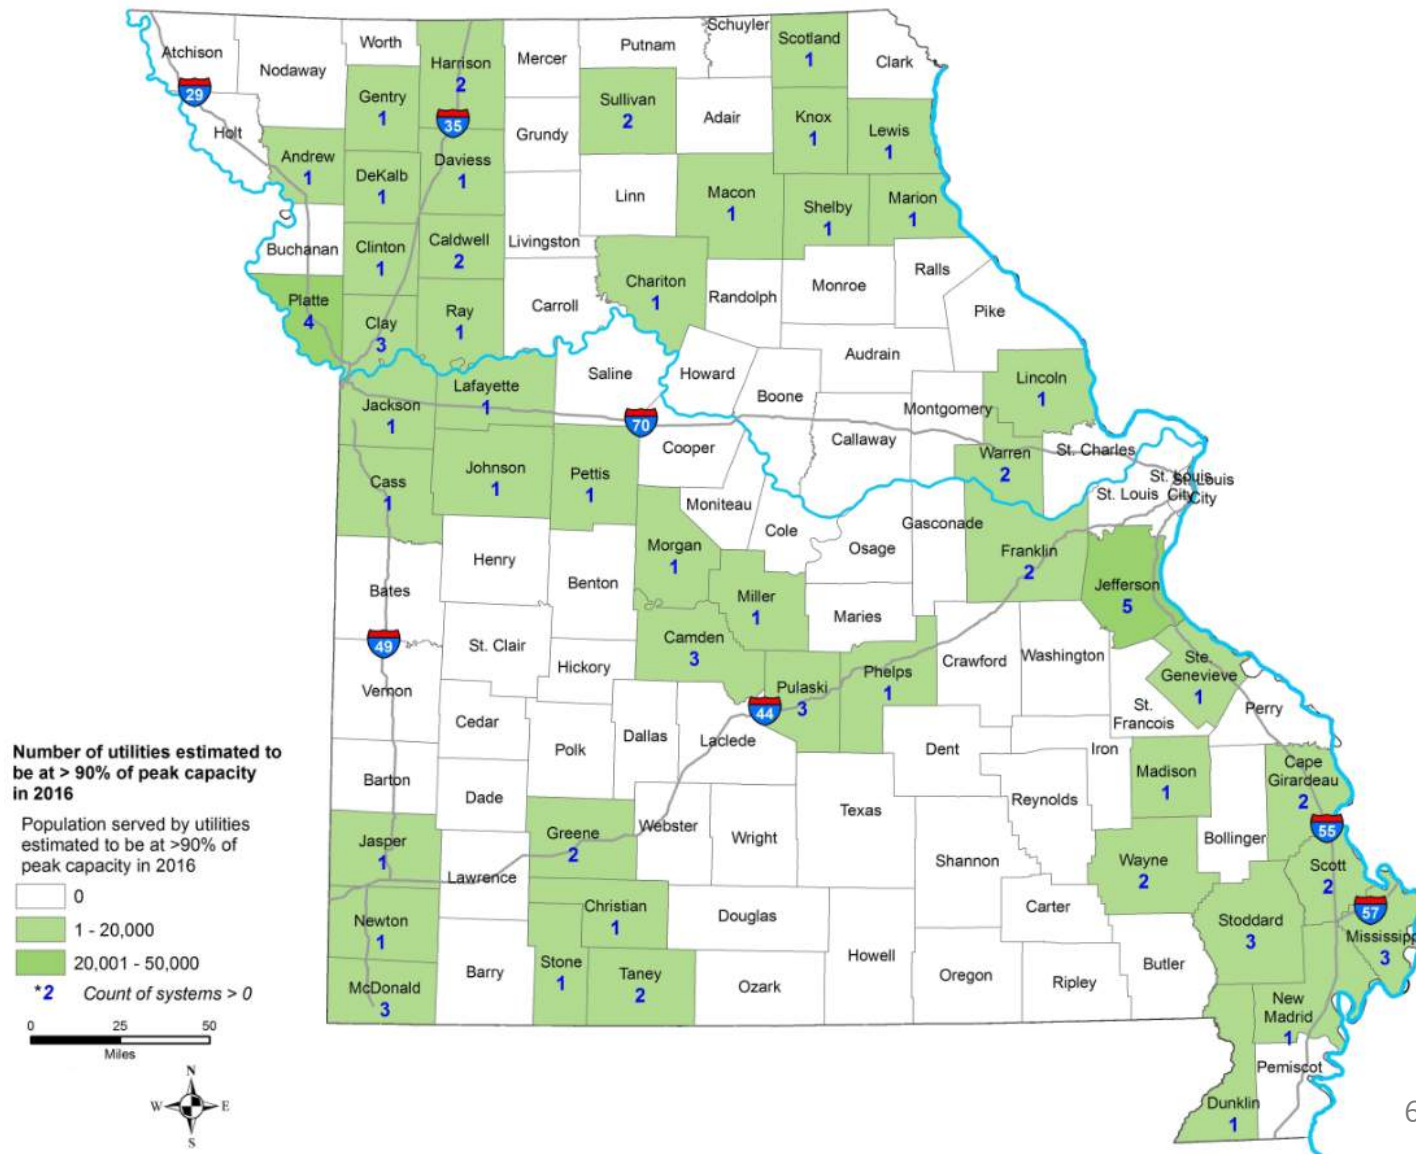 Schuyler
Scotland
1
Atchison
Worth
Harrison
2
Mercer
Putnam
Clark
Nodaway
29
Gentry
1
35
Sullivan
2
Adair
Knox
1
Lewis
1
Holt
Grundy
Andrew
1
DeKalb
1
Daviess
1
Linn
Macon
1
Shelby
1
Marion
1
Buchanan
Clinton
1
Caldwell
2
Livingston
Chariton
1
Randolph
Monroe
Ralls
Pike
Platte
4
Clay
3
Ray
1
Carroll
Audrain
Lafayette
1
Saline
Howard
Boone
Lincoln
1
Jackson
1
70
Montgomery
Cooper
Callaway
Warren
2
St. Charles
Cass
1
Johnson
1
Pettis
1
St. Louis
St. Louis
City
St. Louis
City
Moniteau
Cole
Gasconade
Osage
Morgan
1
Franklin
2
Henry
Benton
Jefferson
5
Bates
Miller
1
Maries
49
St. Clair
Camden
3
Hickory
Crawford
Washington
Ste.
Genevieve
1
Pulaski
3
Phelps
1
Vernon
44
St.
Francois
Perry
Cedar
Polk
Dallas
Laclede
Dent
Iron
Barton
Madison
1
Cape
Girardeau
2
Dade
Texas
Reynolds
Jasper
1
Greene
2
Webster
Wright
Bollinger
55
Shannon
Wayne
2
Scott
2
Lawrence
57
Newton
1
Christian
1
Douglas
Carter
Stoddard
3
Mississipp
3
Howell
Barry
Stone
1
Taney
2
Ozark
Oregon
Ripley
Butler
McDonald
3
New
Madrid
1
Pemiscot
Dunklin
1
Number of utilities estimated to
be at > 90% of peak capacity
in 2016
Population served by utilities
estimated to be at >90% of
peak capacity in 2016
0
1 - 20,000
20,001 - 50,000
*2 Count of systems > 0
0 25 50
Miles
N
W E
S
6